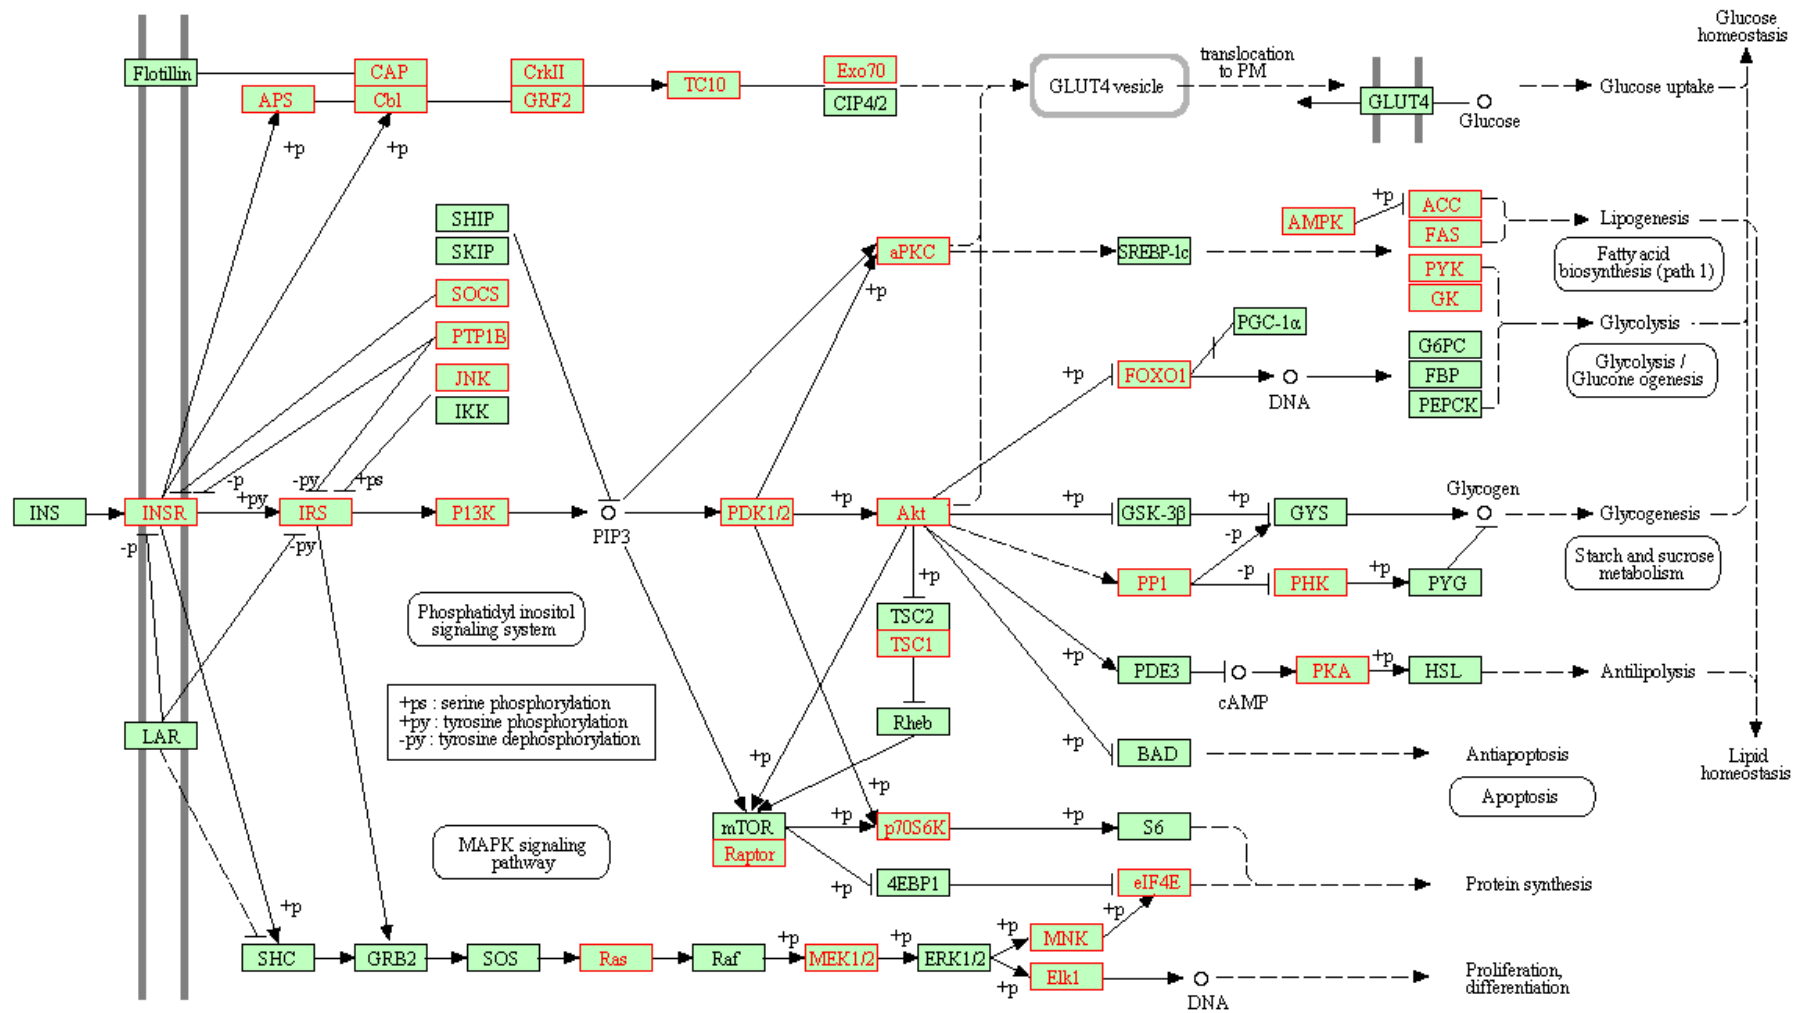 Glucose
homeostasis
Flotillin
CAP
CrkII
TC10
Exo70
translocation
to PM
GLUT4 vesicle
Glucose uptake
APS
Cbl
GRF2
CIP4/2
GLUT4
Glucose
+p
+p
SHIP
SKIP
SOCS
PTP1B
JNK
IKK
aPKC
+p
SREBP-1c
AMPK
+p
ACC
FAS
PYK
GK
Lipogenesis
Fatty acid
biosynthesis (path 1)
PGC-1α
G6PC
FBP
PEPCK
Glycolysis
Glycolysis /
Glucone ogenesis
+p
FOXO1
DNA
-p
+py
-py
+ps
INS
INSR
IRS
P13K
PIP3
PDK1/2
+p
Akt
+p
GSK-3β
+p
GYS
Glycogen
Glycogenesis
-p
-py
-p
PP1
-p
PHK
+p
PYG
Starch and sucrose
metabolism
Phosphatidyl inositol
signaling system
+p
TSC2
TSC1
+p
PDE3
cAMP
PKA
+p
HSL
Antilipolysis
+ps : serine phosphorylation
+py : tyrosine phosphorylation
-py : tyrosine dephosphorylation
LAR
Rheb
+p
+p
+p
BAD
Antiapoptosis
Apoptosis
Lipid
homeostasis
MAPK signaling
pathway
mTOR
Raptor
+p
p70S6K
+p
S6
+p
4EBP1
eIF4E
Protein synthesis
+p
+p
+p
MNK
SHC
GRB2
SOS
Ras
Raf
+p
MEK1/2
+p
ERK1/2
+p
Elk1
DNA
Proliferation,
differentiation